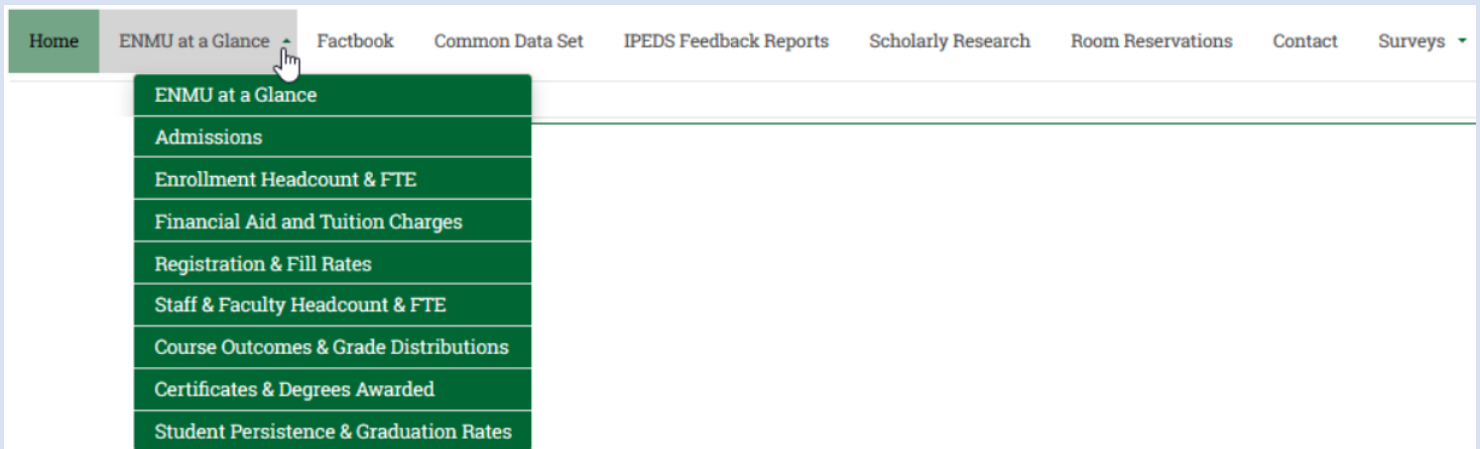 Home ENMU at a Glance Factbook Common Data Set IPEDS Feedback Reports Scholarly Research Room Reservations Contact Surveys
ENMU at a Glance
Admissions
Enrollment Headcount & FTE
Financial Aid and Tuition Charges
Registration & Fill Rates
Staff & Faculty Headcount & FTE
Course Outcomes & Grade Distributions
Certificates & Degrees Awarded
Student Persistence & Graduation Rates